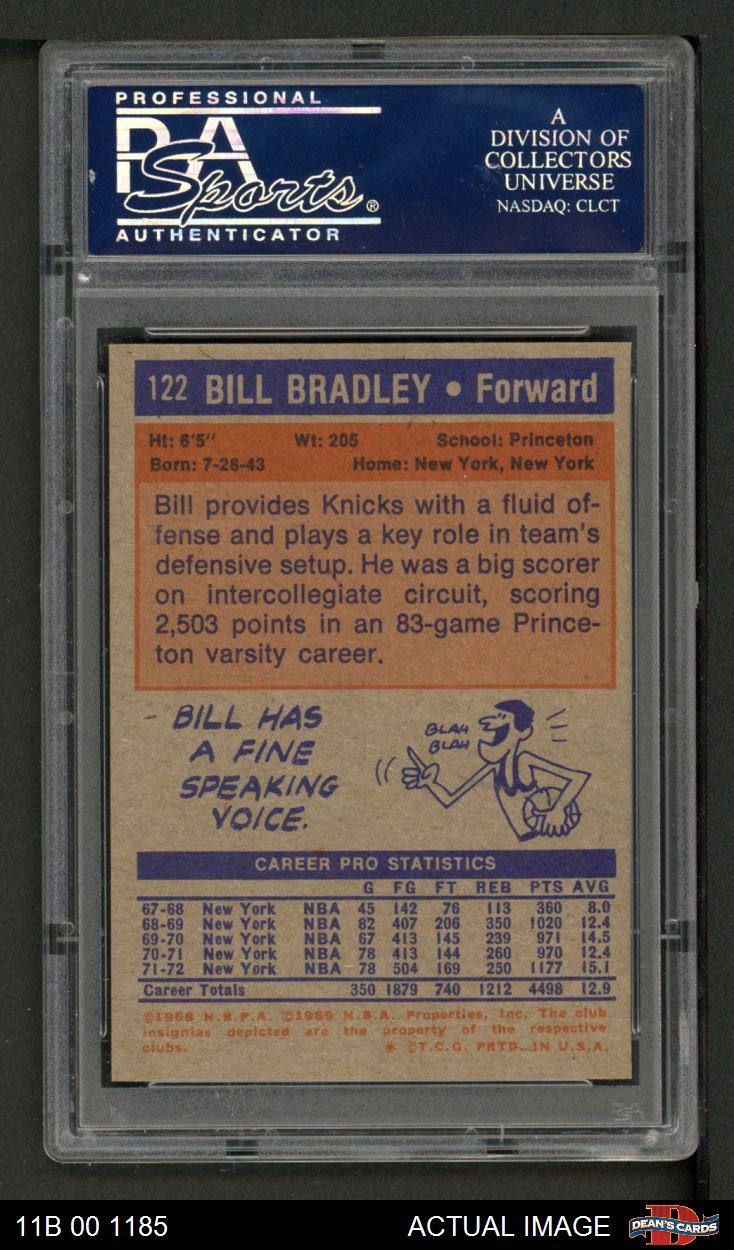 PROFESSIONAL
PSA
Sports®
AUTHENTICATOR
A
DIVISION OF
COLLECTORS
UNIVERSE
NASDAQ: CLCT
122 BILL BRADLEY • Forward
Ht: 6'5" Wt: 205 School: Princeton
Born: 7-28-43 Home: New York, New York
Bill provides Knicks with a fluid of-
fense and plays a key role in team's
defensive setup. He was a big scorer
on intercollegiate circuit, scoring
2,503 points in an 83-game Prince-
ton varsity career.
BILL HAS
A FINE
SPEAKING
VOICE.
BLAH
BLAH
CAREER PRO STATISTICS
G FG FT REB PTS AVG
67-68 New York NBA 45 142 76 113 360 8.0
68-69 New York NBA 82 407 206 350 1020 12.4
69-70 New York NBA 67 413 145 239 971 14.5
70-71 New York NBA 78 413 144 260 970 12.4
71-72 New York NBA 78 504 169 250 1177 15.1
Career Totals 350 1879 740 1212 4498 12.9
©1968 N.B.P.A. ©1969 N.B.A. Properties, Inc. The club
insignias depicted are the property of the respective
clubs. * ©T.C.G. PRTD. IN U.S.A.
PSA
11B 00 1185 ACTUAL IMAGE DEAN'S CARDS